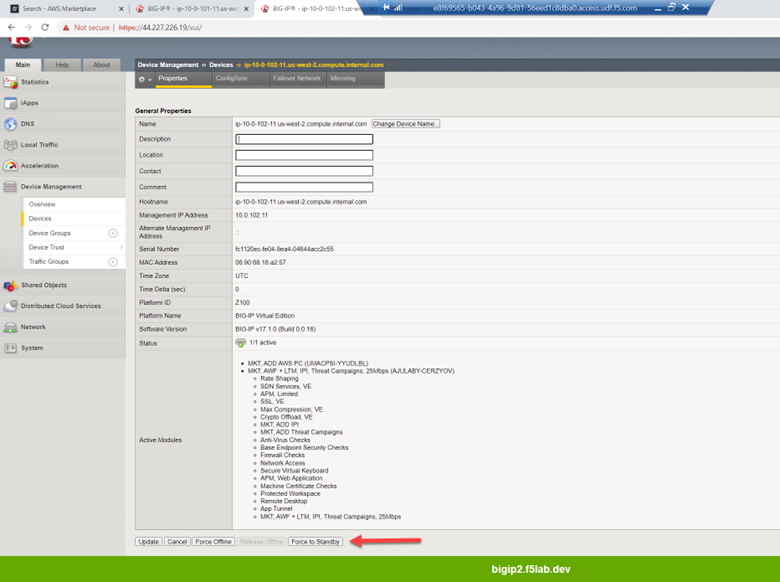 Search - AWS Marketplace
BIG-IP® - ip-10-0-101-11.us-we
BIG-IP® - ip-10-0-102-11.us-west
e8f69565-b043-4a96-9d81-56eed1c8dba0.access.udf.f5.com
Not secure | https://44.227.226.19/xui/
Main Help About
Device Management ›› Devices ›› ip-10-0-102-11.us-west-2.compute.internal.com
Properties ConfigSync Failover Network Mirroring
Statistics
iApps
DNS
Local Traffic
Acceleration
Device Management
Overview
Devices
Device Groups
Device Trust
Traffic Groups
Shared Objects
Distributed Cloud Services
Network
System
General Properties
Name ip-10-0-102-11.us-west-2.compute.internal.com Change Device Name...
Description
Location
Contact
Comment
Hostname ip-10-0-102-11.us-west-2.compute.internal.com
Management IP Address 10.0.102.11
Alternate Management IP
Address ::
Serial Number fc1120ec-fe04-9ea4-04644acc2c55
MAC Address 06:90:68:16:a2:57
Time Zone UTC
Time Delta (sec) 0
Platform ID Z100
Platform Name BIG-IP Virtual Edition
Software Version BIG-IP v17.1.0 (Build 0.0.16)
Status 1/1 active
Active Modules
• MKT, ADD AWS PC (UMACPSI-YYUDLBL)
• MKT, AWF + LTM, IPI, Threat Campaigns, 25Mbps (AJULABY-CERZYOV)
Rate Shaping
SDN Services, VE
APM, Limited
SSL, VE
Max Compression, VE
Crypto Offload, VE
MKT, ADD IPI
MKT, ADD Threat Campaigns
Anti-Virus Checks
Base Endpoint Security Checks
Firewall Checks
Network Access
Secure Virtual Keyboard
APM, Web Application
Machine Certificate Checks
Protected Workspace
Remote Desktop
App Tunnel
MKT, AWF + LTM, IPI, Threat Campaigns, 25Mbps
Update Cancel Force Offline Release Offline Force to Standby
bigip2.f5lab.dev